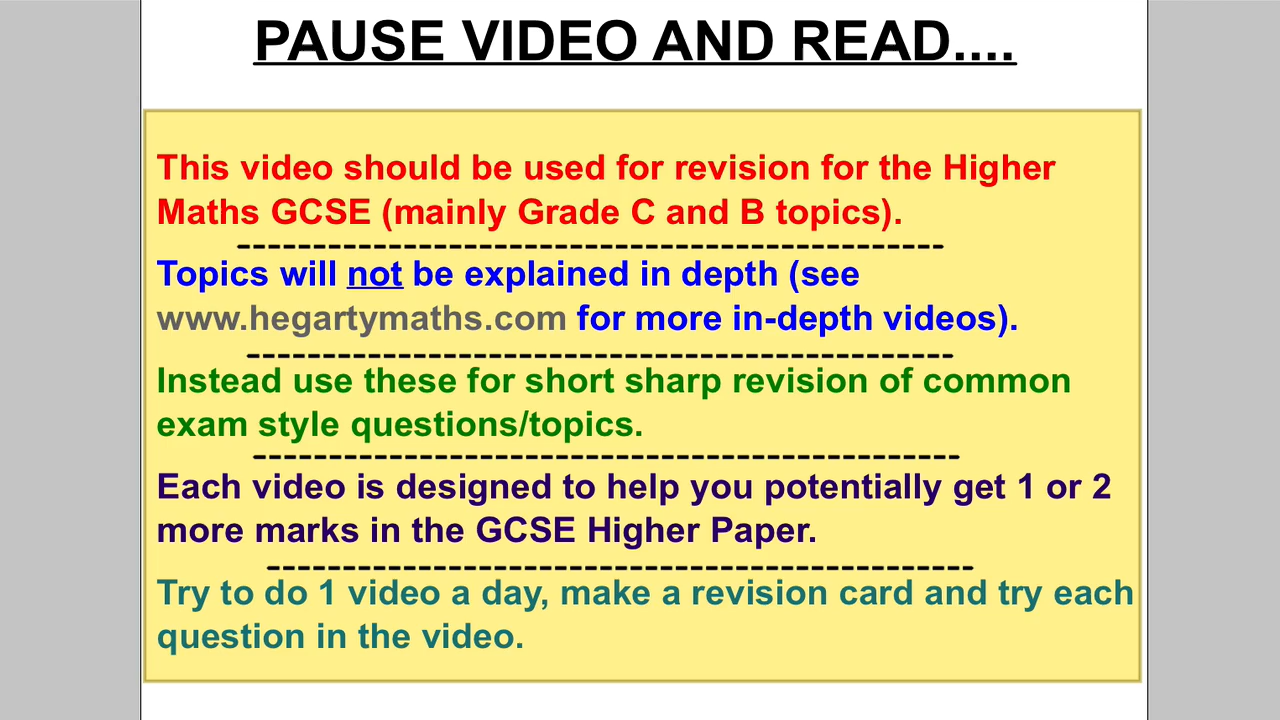 PAUSE VIDEO AND READ....
This video should be used for revision for the Higher
Maths GCSE (mainly Grade C and B topics).
Topics will not be explained in depth (see
www.hegartymaths.com for more in-depth videos).
Instead use these for short sharp revision of common
exam style questions/topics.
Each video is designed to help you potentially get 1 or 2
more marks in the GCSE Higher Paper.
Try to do 1 video a day, make a revision card and try each
question in the video.